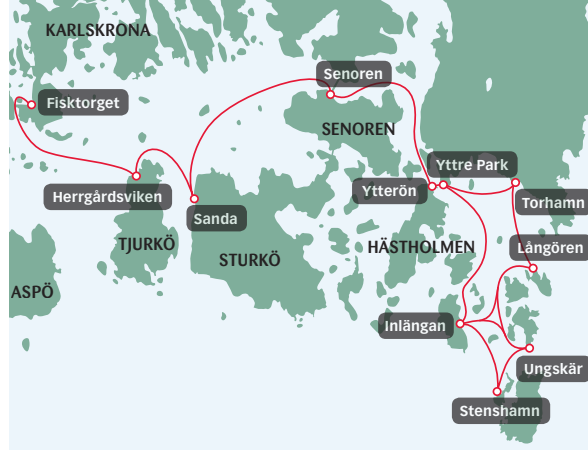 KARLSKRONA
Senoren
Fisktorget
SENOREN
Yttre Park
Ytterön
Herrgårdsviken
Torhamn
Sanda
TJURKÖ
HÄSTHOLMEN
Långören
STURKÖ
ASPÖ
Inlängan
Ungskär
Stenshamn